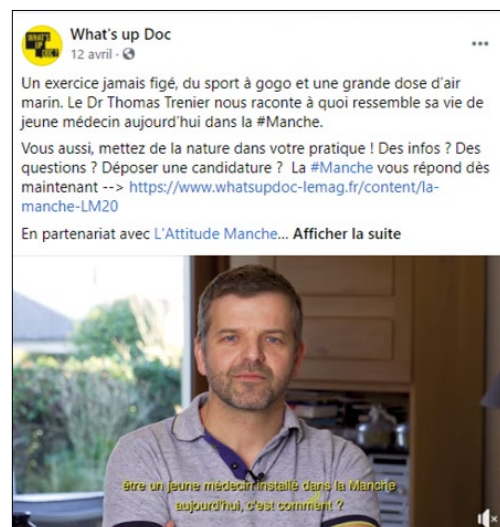 WHAT'S
UP
DOC?
What's up Doc
12 avril ·
Un exercice jamais figé, du sport à gogo et une grande dose d'air
marin. Le Dr Thomas Trenier nous raconte à quoi ressemble sa vie de
jeune médecin aujourd'hui dans la #Manche.
Vous aussi, mettez de la nature dans votre pratique ! Des infos ? Des
questions ? Déposer une candidature ? La #Manche vous répond dès
maintenant --> https://www.whatsupdoc-lemag.fr/content/la-
manche-LM20
En partenariat avec L'Attitude Manche... Afficher la suite
être un jeune médecin installé dans la Manche
aujourd'hui, c'est comment ?